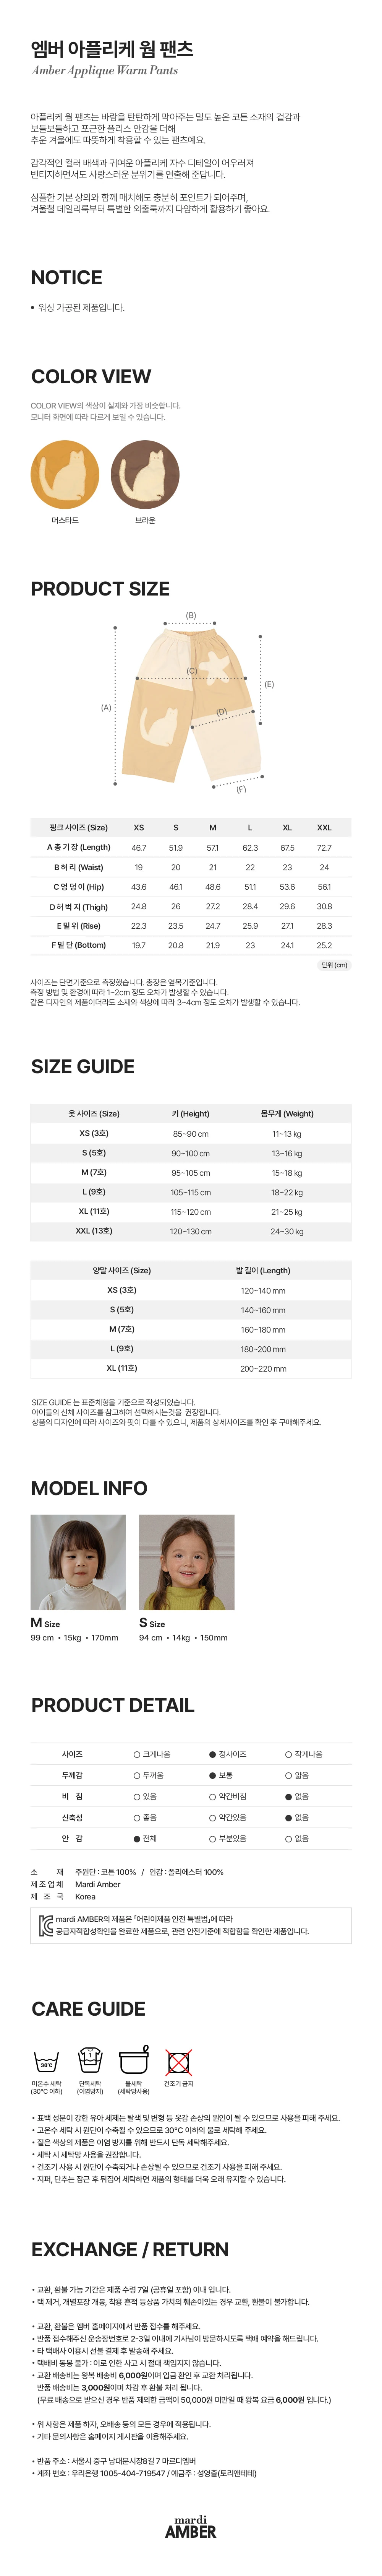 엠버 아플리케 웜 팬츠
Amber Applique Warm Pants
아플리케 웜 팬츠는 바람을 탄탄하게 막아주는 밀도 높은 코튼 소재의 겉감과
보들보들하고 포근한 플리스 안감을 더해
추운 겨울에도 따뜻하게 착용할 수 있는 팬츠예요.
감각적인 컬러 배색과 귀여운 아플리케 자수 디테일이 어우러져
빈티지하면서도 사랑스러운 분위기를 연출해 준답니다.
심플한 기본 상의와 함께 매치해도 충분히 포인트가 되어주며,
겨울철 데일리룩부터 특별한 외출룩까지 다양하게 활용하기 좋아요.
NOTICE
• 워싱 가공된 제품입니다.
COLOR VIEW
COLOR VIEW의 색상이 실제와 가장 비슷합니다.
모니터 화면에 따라 다르게 보일 수 있습니다.
머스타드 브라운
PRODUCT SIZE
(B)
(C)
(E)
(A)
(D)
(F)
핑크 사이즈 (Size) XS S M L XL XXL
A 총 기 장 (Length) 46.7 51.9 57.1 62.3 67.5 72.7
B 허 리 (Waist) 19 20 21 22 23 24
C 엉 덩 이 (Hip) 43.6 46.1 48.6 51.1 53.6 56.1
D 허 벅 지 (Thigh) 24.8 26 27.2 28.4 29.6 30.8
E 밑 위 (Rise) 22.3 23.5 24.7 25.9 27.1 28.3
F 밑 단 (Bottom) 19.7 20.8 21.9 23 24.1 25.2
단위 (cm)
사이즈는 단면기준으로 측정했습니다. 총장은 옆목기준입니다.
측정 방법 및 환경에 따라 1~2cm 정도 오차가 발생할 수 있습니다.
같은 디자인의 제품이더라도 소재와 색상에 따라 3~4cm 정도 오차가 발생할 수 있습니다.
SIZE GUIDE
옷 사이즈 (Size) 키 (Height) 몸무게 (Weight)
XS (3호) 85~90 cm 11~13 kg
S (5호) 90~100 cm 13~16 kg
M (7호) 95~105 cm 15~18 kg
L (9호) 105~115 cm 18~22 kg
XL (11호) 115~120 cm 21~25 kg
XXL (13호) 120~130 cm 24~30 kg
양말 사이즈 (Size) 발 길이 (Length)
XS (3호) 120~140 mm
S (5호) 140~160 mm
M (7호) 160~180 mm
L (9호) 180~200 mm
XL (11호) 200~220 mm
SIZE GUIDE 는 표준체형을 기준으로 작성되었습니다.
아이들의 신체 사이즈를 참고하여 선택하시는것을 권장합니다.
상품의 디자인에 따라 사이즈와 핏이 다를 수 있으니, 제품의 상세사이즈를 확인 후 구매해주세요.
MODEL INFO
M Size S Size
99 cm • 15kg • 170mm 94 cm • 14kg • 150mm
PRODUCT DETAIL
사이즈 ○ 크게나옴 ● 정사이즈 ○ 작게나옴
두께감 ○ 두꺼움 ● 보통 ○ 얇음
비 침 ○ 있음 ○ 약간비침 ● 없음
신축성 ○ 좋음 ○ 약간있음 ● 없음
안 감 ● 전체 ○ 부분있음 ○ 없음
소 재 주원단 : 코튼 100% / 안감 : 폴리에스터 100%
제 조 업 체 Mardi Amber
제 조 국 Korea
mardi AMBER의 제품은 「어린이제품 안전 특별법」에 따라
공급자적합성확인을 완료한 제품으로, 관련 안전기준에 적합함을 확인한 제품입니다.
CARE GUIDE
30°C
1
미온수 세탁 단독세탁 울세탁 건조기 금지
(30°C 이하) (이염방지) (세탁망사용)
• 표백 성분이 강한 유아 세제는 탈색 및 변형 등 옷감 손상의 원인이 될 수 있으므로 사용을 피해 주세요.
• 고온수 세탁 시 원단이 수축될 수 있으므로 30°C 이하의 물로 세탁해 주세요.
• 짙은 색상의 제품은 이염 방지를 위해 반드시 단독 세탁해주세요.
• 세탁 시 세탁망 사용을 권장합니다.
• 건조기 사용 시 원단이 수축되거나 손상될 수 있으므로 건조기 사용을 피해 주세요.
• 지퍼, 단추는 잠근 후 뒤집어 세탁하면 제품의 형태를 더욱 오래 유지할 수 있습니다.
EXCHANGE / RETURN
• 교환, 환불 가능 기간은 제품 수령 7일 (공휴일 포함) 이내 입니다.
• 택 제거, 개별포장 개봉, 착용 흔적 등상품 가치의 훼손이있는 경우 교환, 환불이 불가합니다.
• 교환, 환불은 엠버 홈페이지에서 반품 접수를 해주세요.
• 반품 접수해주신 운송장번호로 2-3일 이내에 기사님이 방문하시도록 택배 예약을 해드립니다.
• 타 택배사 이용시 선불 결제 후 발송해 주세요.
• 택배비 동봉 불가 : 이로 인한 사고 시 절대 책임지지 않습니다.
• 교환 배송비는 왕복 배송비 6,000원이며 입금 확인 후 교환 처리됩니다.
반품 배송비는 3,000원이며 차감 후 환불 처리 됩니다.
(무료 배송으로 받으신 경우 반품 제외한 금액이 50,000원 미만일 때 왕복 요금 6,000원 입니다.)
• 위 사항은 제품 하자, 오배송 등의 모든 경우에 적용됩니다.
• 기타 문의사항은 홈페이지 게시판을 이용해주세요.
• 반품 주소 : 서울시 중구 남대문시장8길 7 마르디엠버
• 계좌 번호 : 우리은행 1005-404-719547 / 예금주 : 성영출(토리앤테테)
mardi
AMBER